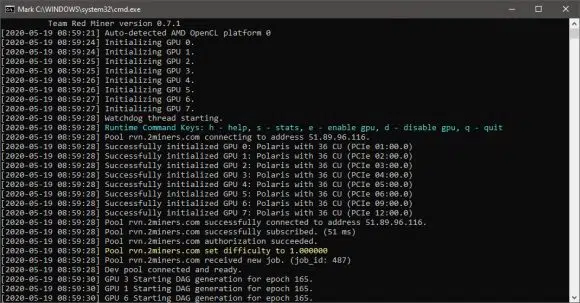 Mark C:\WINDOWS\system32\cmd.exe
Team Red Miner version 0.7.1
[2020-05-19 08:59:21] Auto-detected AMD OpenCL platform 0
[2020-05-19 08:59:24] Initializing GPU 0.
[2020-05-19 08:59:24] Initializing GPU 1.
[2020-05-19 08:59:25] Initializing GPU 2.
[2020-05-19 08:59:25] Initializing GPU 3.
[2020-05-19 08:59:26] Initializing GPU 4.
[2020-05-19 08:59:26] Initializing GPU 5.
[2020-05-19 08:59:27] Initializing GPU 6.
[2020-05-19 08:59:27] Initializing GPU 7.
[2020-05-19 08:59:28] Watchdog thread starting.
[2020-05-19 08:59:28] Runtime Command Keys: h - help, s - stats, e - enable gpu, d - disable gpu, q - quit
[2020-05-19 08:59:28] Pool rvn.2miners.com connecting to address 51.89.96.116.
[2020-05-19 08:59:28] Successfully initialized GPU 0: Polaris with 36 CU (PCIe 01:00.0)
[2020-05-19 08:59:28] Successfully initialized GPU 1: Polaris with 36 CU (PCIe 02:00.0)
[2020-05-19 08:59:28] Successfully initialized GPU 2: Polaris with 36 CU (PCIe 03:00.0)
[2020-05-19 08:59:28] Successfully initialized GPU 3: Polaris with 36 CU (PCIe 04:00.0)
[2020-05-19 08:59:28] Successfully initialized GPU 4: Polaris with 36 CU (PCIe 05:00.0)
[2020-05-19 08:59:28] Successfully initialized GPU 5: Polaris with 36 CU (PCIe 06:00.0)
[2020-05-19 08:59:28] Successfully initialized GPU 6: Polaris with 36 CU (PCIe 09:00.0)
[2020-05-19 08:59:28] Successfully initialized GPU 7: Polaris with 36 CU (PCIe 12:00.0)
[2020-05-19 08:59:28] Pool rvn.2miners.com successfully connected to address 51.89.96.116.
[2020-05-19 08:59:28] Pool rvn.2miners.com successfully subscribed. (51 ms)
[2020-05-19 08:59:28] Pool rvn.2miners.com authorization succeeded.
[2020-05-19 08:59:28] Pool rvn.2miners.com set difficulty to 1.000000
[2020-05-19 08:59:28] Pool rvn.2miners.com received new job. (job_id: 487)
[2020-05-19 08:59:28] Dev pool connected and ready.
[2020-05-19 08:59:30] GPU 3 Starting DAG generation for epoch 165.
[2020-05-19 08:59:30] GPU 1 Starting DAG generation for epoch 165.
[2020-05-19 08:59:30] GPU 6 Starting DAG generation for epoch 165.